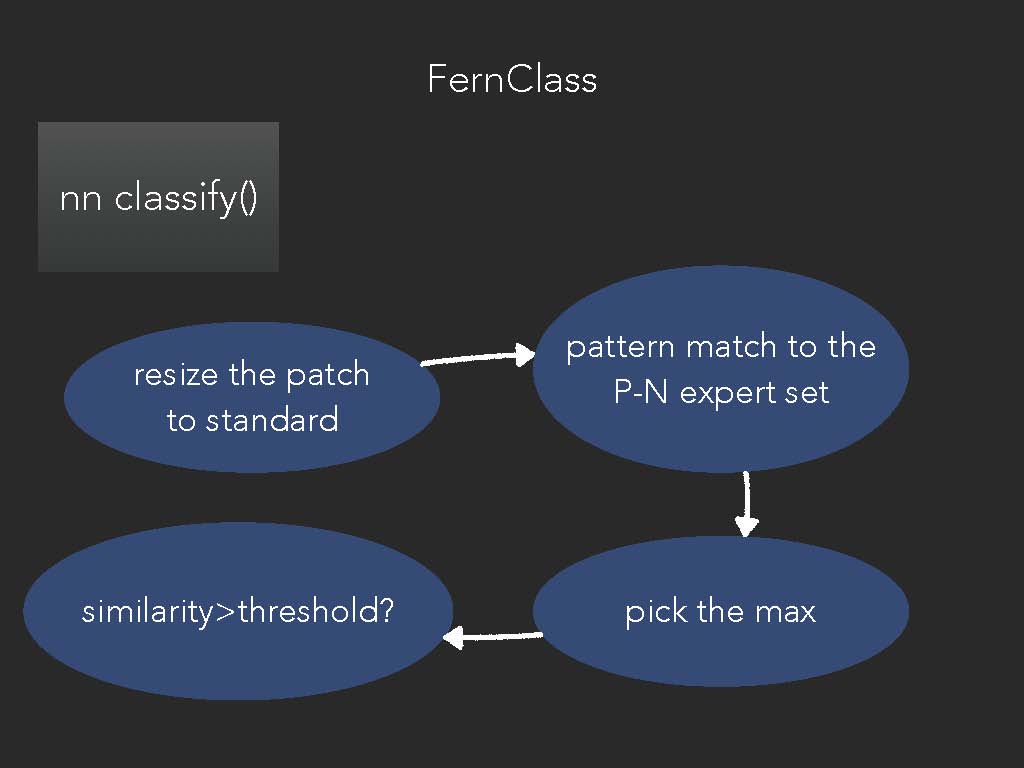 FernClass
nn classify()
resize the patch
to standard
pattern match to the
P-N expert set
pick the max
similarity>threshold?